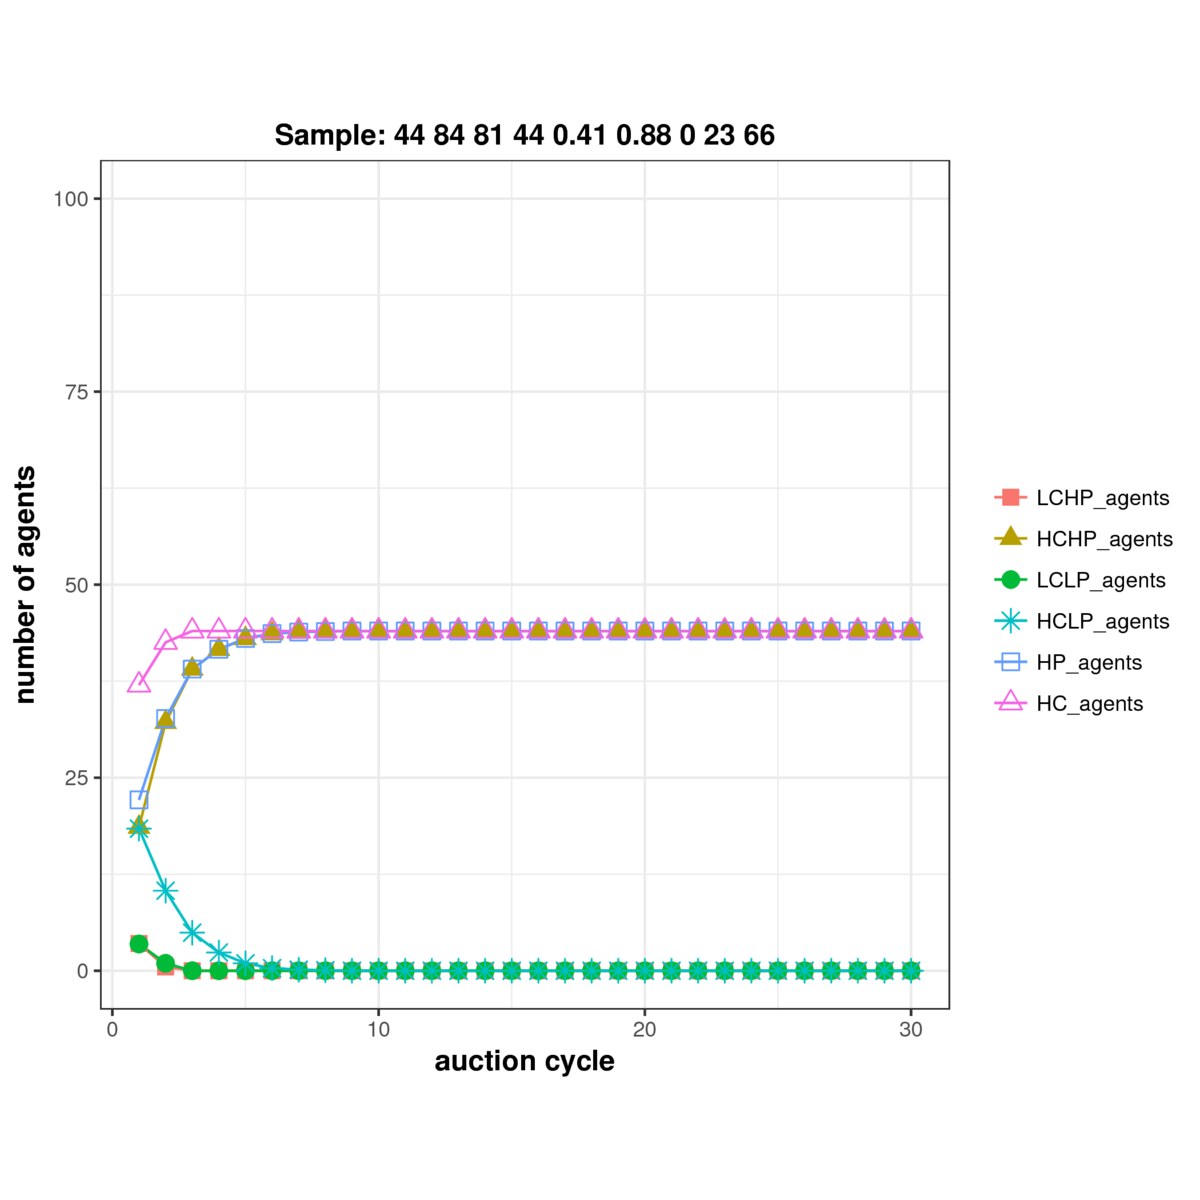 Sample: 44 84 81 44 0.41 0.88 0 23 66
100
75
50
25
0
number of agents
0 10 20 30
auction cycle
LCHP_agents
HCHP_agents
LCLP_agents
HCLP_agents
HP_agents
HC_agents